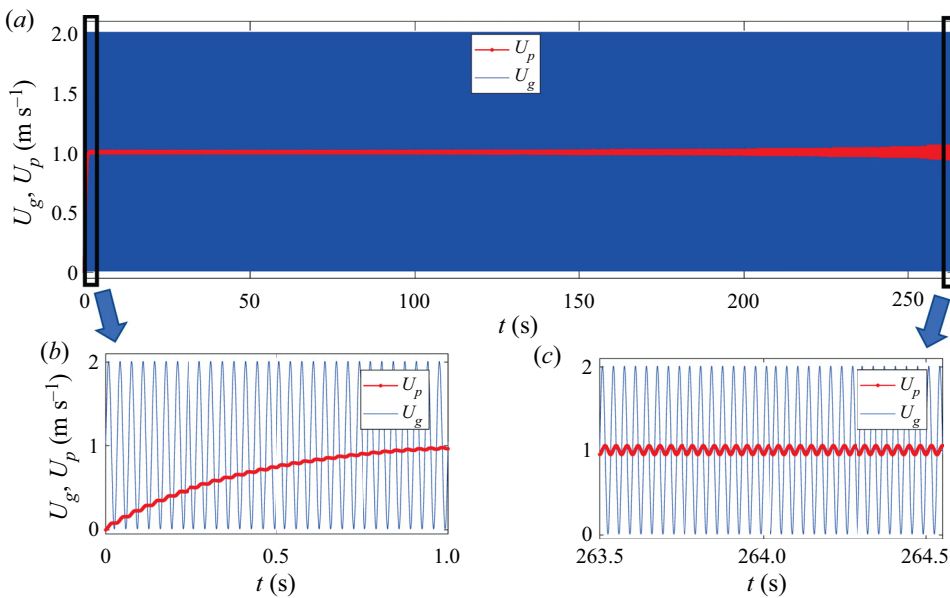 (a)
2.0
1.5
1.0
0.5
0
U_g, U_p (m s⁻¹)
U_p
U_g
0 50 100 150 200 250
t (s)
(b)
2
1
0
U_g, U_p (m s⁻¹)
U_p
U_g
0 0.5 1.0
t (s)
(c)
2
1
0
U_p
U_g
263.5 264.0 264.5
t (s)